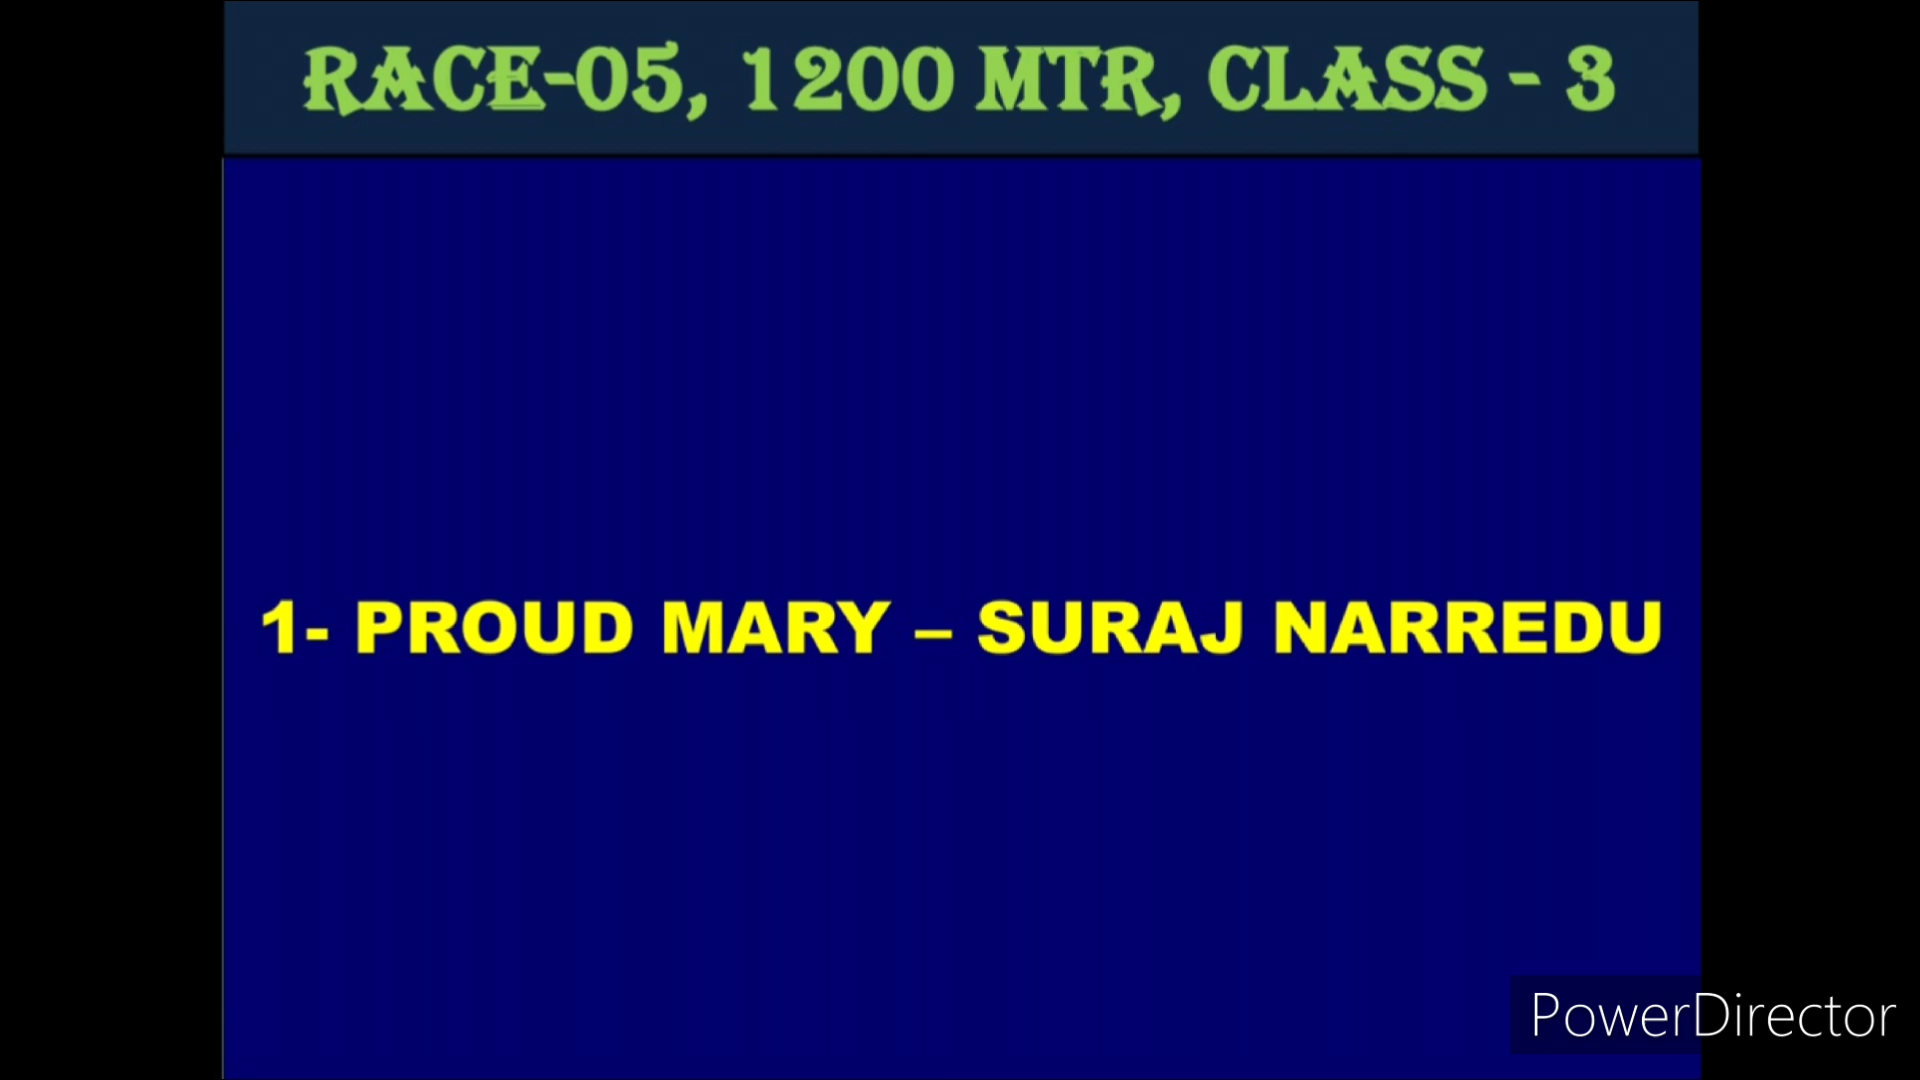 RACE-05, 1200 MTR, CLASS - 3
1- PROUD MARY – SURAJ NARREDU
PowerDirector